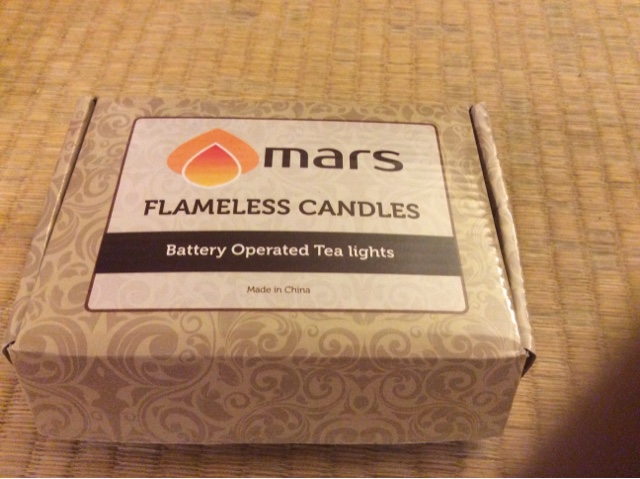 mars
FLAMELESS CANDLES
Battery Operated Tea lights
Made in China